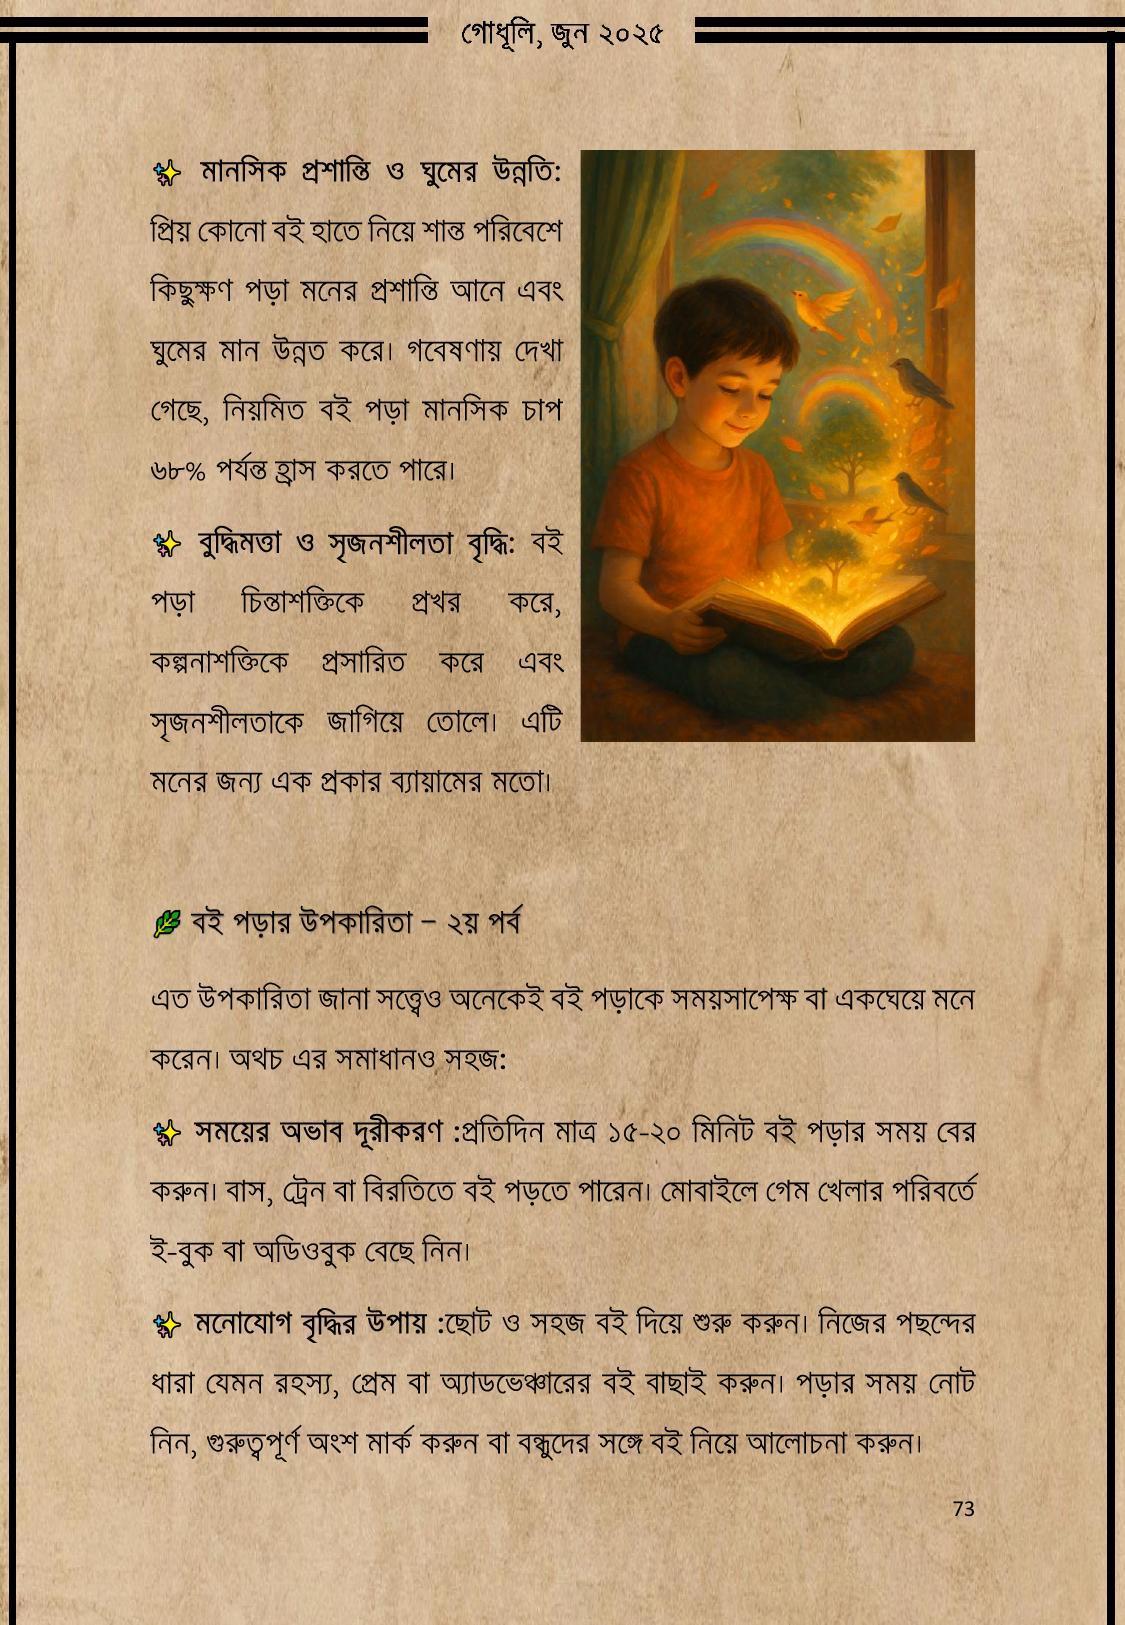 গোধূলি, জুন ২০২৫
✨ মানসিক প্রশান্তি ও ঘুমের উন্নতি:
প্রিয় কোনো বই হাতে নিয়ে শান্ত পরিবেশে
কিছুক্ষণ পড়া মনের প্রশান্তি আনে এবং
ঘুমের মান উন্নত করে। গবেষণায় দেখা
গেছে, নিয়মিত বই পড়া মানসিক চাপ
৬৮% পর্যন্ত হ্রাস করতে পারে।
✨ বুদ্ধিমত্তা ও সৃজনশীলতা বৃদ্ধি: বই
পড়া চিন্তাশক্তিকে প্রখর করে,
কল্পনাশক্তিকে প্রসারিত করে এবং
সৃজনশীলতাকে জাগিয়ে তোলে। এটি
মনের জন্য এক প্রকার ব্যায়ামের মতো।
🌿 বই পড়ার উপকারিতা – ২য় পর্ব
এত উপকারিতা জানা সত্ত্বেও অনেকেই বই পড়াকে সময়সাপেক্ষ বা একঘেয়ে মনে
করেন। অথচ এর সমাধানও সহজ:
✨ সময়ের অভাব দূরীকরণ :প্রতিদিন মাত্র ১৫-২০ মিনিট বই পড়ার সময় বের
করুন। বাস, ট্রেন বা বিরতিতে বই পড়তে পারেন। মোবাইলে গেম খেলার পরিবর্তে
ই-বুক বা অডিওবুক বেছে নিন।
✨ মনোযোগ বৃদ্ধির উপায় :ছোট ও সহজ বই দিয়ে শুরু করুন। নিজের পছন্দের
ধারা যেমন রহস্য, প্রেম বা অ্যাডভেঞ্চারের বই বাছাই করুন। পড়ার সময় নোট
নিন, গুরুত্বপূর্ণ অংশ মার্ক করুন বা বন্ধুদের সঙ্গে বই নিয়ে আলোচনা করুন।
73